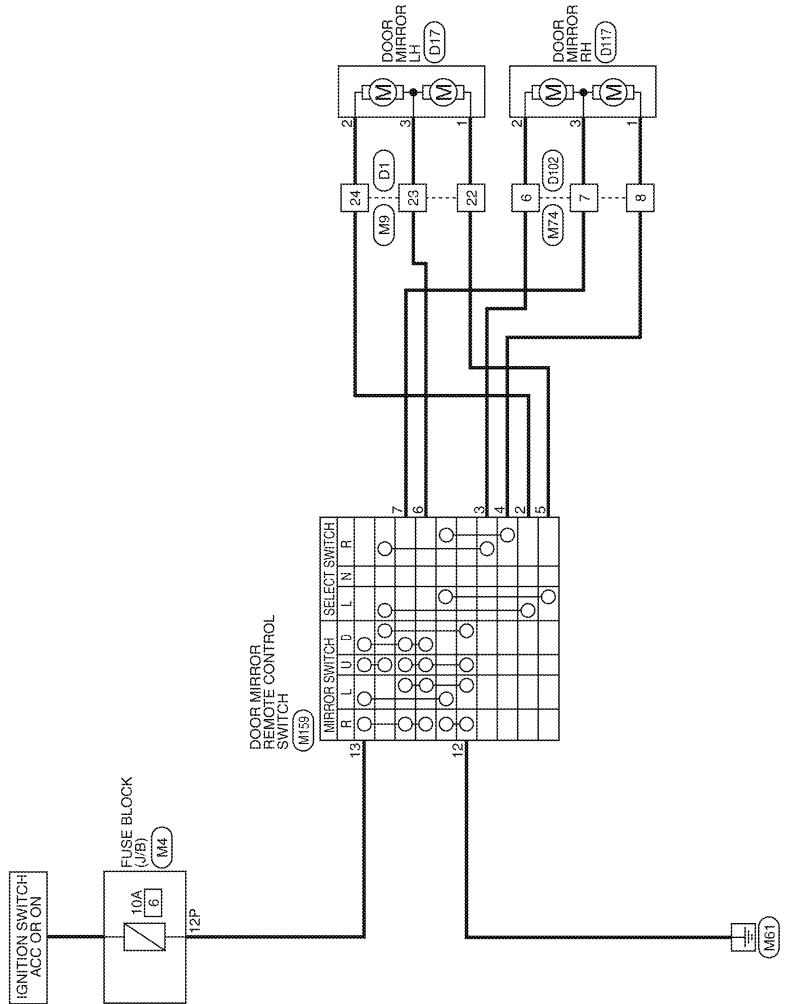 IGNITION SWITCH
ACC OR ON
FUSE BLOCK
(J/B)
M4
10A
6
12P
M61
DOOR MIRROR
REMOTE CONTROL
SWITCH
M159
13
12
MIRROR SWITCH
SELECT SWITCH
R
L
U
D
L
N
R
7
6
3
4
2
5
M9
D1
24
23
22
M74
D102
6
7
8
2
3
1
2
3
1
M
M
M
M
DOOR
MIRROR
LH
D17
DOOR
MIRROR
RH
D117